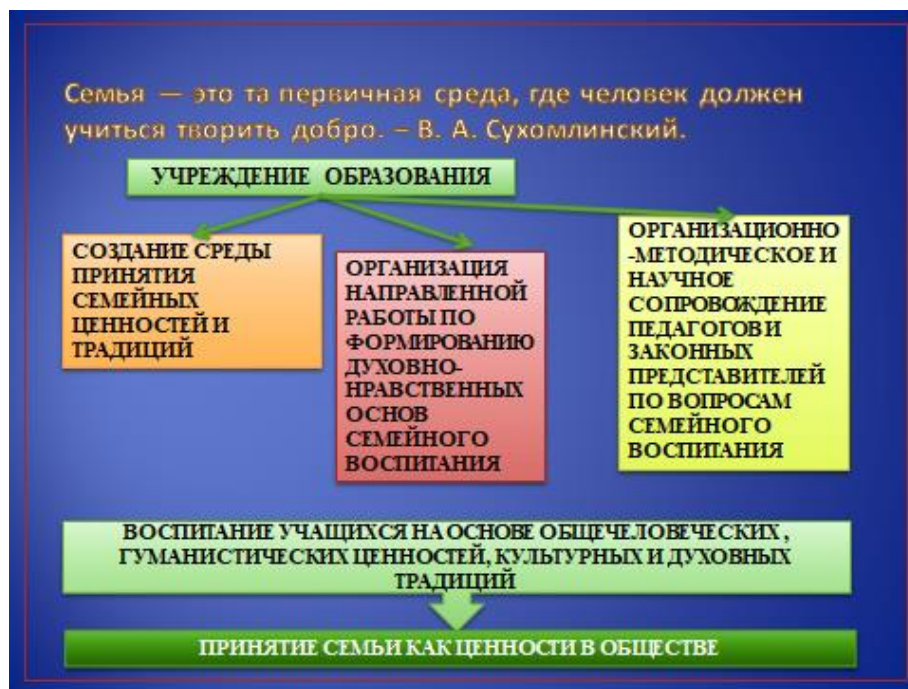 Семья — это та первичная среда, где человек должен
учиться творить добро. – В. А. Сухомлинский.
УЧРЕЖДЕНИЕ ОБРАЗОВАНИЯ
СОЗДАНИЕ СРЕДЫ
ПРИНЯТИЯ
СЕМЕЙНЫХ
ЦЕННОСТЕЙ И
ТРАДИЦИЙ
ОРГАНИЗАЦИЯ
НАПРАВЛЕННОЙ
РАБОТЫ ПО
ФОРМИРОВАНИЮ
ДУХОВНО-
НРАВСТВЕННЫХ
ОСНОВ
СЕМЕЙНОГО
ВОСПИТАНИЯ
ОРГАНИЗАЦИОННО
-МЕТОДИЧЕСКОЕ И
НАУЧНОЕ
СОПРОВОЖДЕНИЕ
ПЕДАГОГОВ И
ЗАКОННЫХ
ПРЕДСТАВИТЕЛЕЙ
ПО ВОПРОСАМ
СЕМЕЙНОГО
ВОСПИТАНИЯ
ВОСПИТАНИЕ УЧАЩИХСЯ НА ОСНОВЕ ОБЩЕЧЕЛОВЕЧЕСКИХ ,
ГУМАНИСТИЧЕСКИХ ЦЕННОСТЕЙ, КУЛЬТУРНЫХ И ДУХОВНЫХ
ТРАДИЦИЙ
ПРИНЯТИЕ СЕМЬИ КАК ЦЕННОСТИ В ОБЩЕСТВЕ